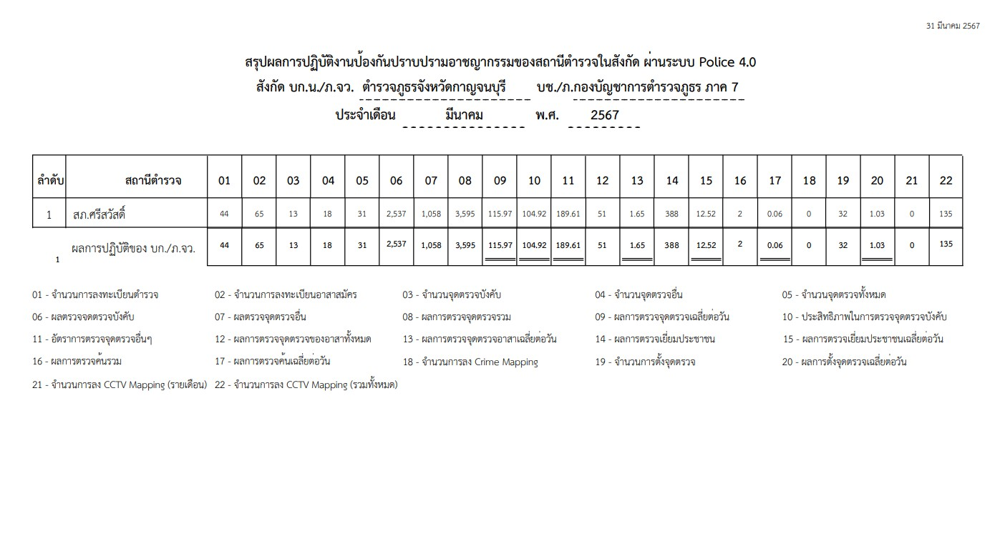 31 มีนาคม 2567
สรุปผลการปฏิบัติงานป้องกันปราบปรามอาชญากรรมของสถานีตำรวจในสังกัด ผ่านระบบ Police 4.0
สังกัด บก.น./ภ.จว. ตำรวจภูธรจังหวัดกาญจนบุรี บช./ภ.กองบัญชาการตำรวจภูธร ภาค 7
ประจำเดือน มีนาคม พ.ศ. 2567
ลำดับ สถานีตำรวจ 01 02 03 04 05 06 07 08 09 10 11 12 13 14 15 16 17 18 19 20 21 22
1 สภ.ศรีสวัสดิ์ 44 65 13 18 31 2,537 1,058 3,595 115.97 104.92 189.61 51 1.65 388 12.52 2 0.06 0 32 1.03 0 135
1 ผลการปฏิบัติของ บก./ภ.จว. 44 65 13 18 31 2,537 1,058 3,595 115.97 104.92 189.61 51 1.65 388 12.52 2 0.06 0 32 1.03 0 135
01 - จำนวนการลงทะเบียนตำรวจ 02 - จำนวนการลงทะเบียนอาสาสมัคร 03 - จำนวนจุดตรวจบังคับ 04 - จำนวนจุดตรวจอื่น 05 - จำนวนจุดตรวจทั้งหมด
06 - ผลตรวจจดตรวจบังคับ 07 - ผลตรวจจุดตรวจอื่น 08 - ผลการตรวจจุดตรวจรวม 09 - ผลการตรวจจุดตรวจเฉลี่ยต่อวัน 10 - ประสิทธิภาพในการตรวจจุดตรวจบังคับ
11 - อัตราการตรวจจุดตรวจอื่นๆ 12 - ผลการตรวจจุดตรวจของอาสาทั้งหมด 13 - ผลการตรวจจุดตรวจอาสาเฉลี่ยต่อวัน 14 - ผลการตรวจเยี่ยมประชาชน 15 - ผลการตรวจเยี่ยมประชาชนเฉลี่ยต่อวัน
16 - ผลการตรวจค้นรวม 17 - ผลการตรวจค้นเฉลี่ยต่อวัน 18 - จำนวนการลง Crime Mapping 19 - จำนวนการตั้งจุดตรวจ 20 - ผลการตั้งจุดตรวจเฉลี่ยต่อวัน
21 - จำนวนการลง CCTV Mapping (รายเดือน) 22 - จำนวนการลง CCTV Mapping (รวมทั้งหมด)